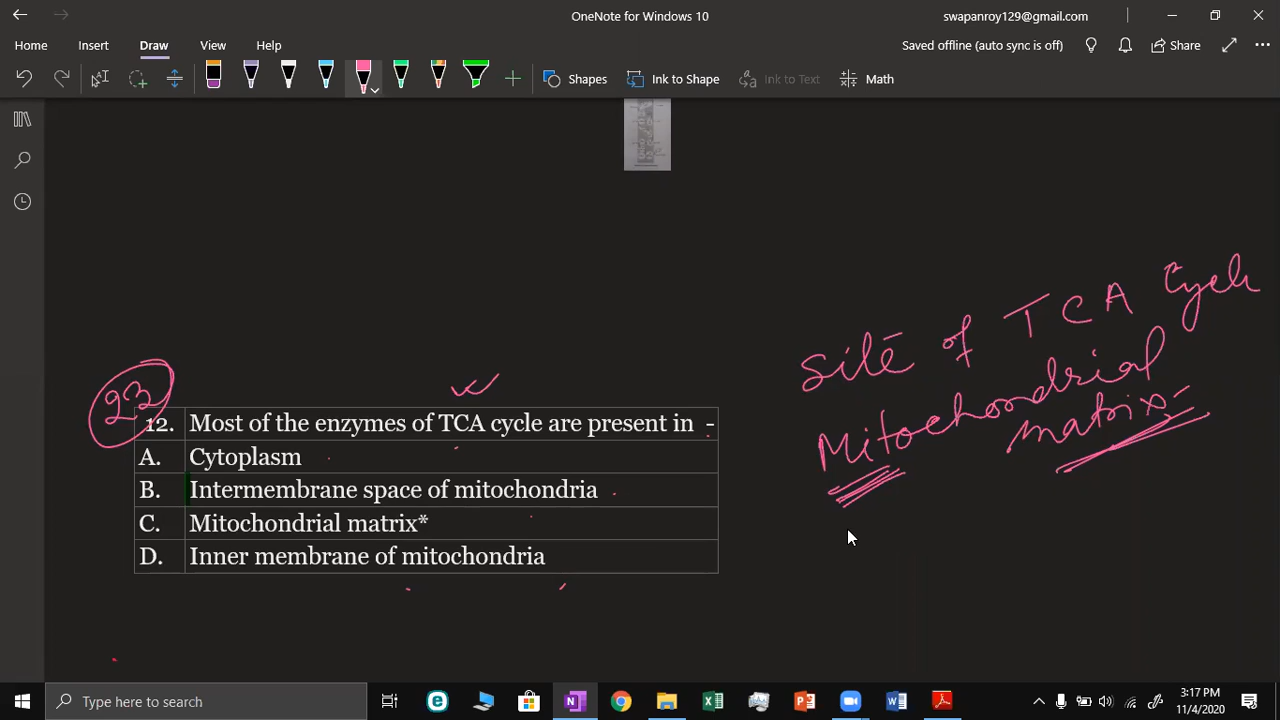 OneNote for Windows 10
swapanroy129@gmail.com
Home Insert Draw View Help
Saved offline (auto sync is off) Share
Shapes Ink to Shape Ink to Text Math
Site of TCA Cycle
Mitochondrial
matrix
23
12. Most of the enzymes of TCA cycle are present in -
A. Cytoplasm
B. Intermembrane space of mitochondria
C. Mitochondrial matrix*
D. Inner membrane of mitochondria
Type here to search
3:17 PM
11/4/2020